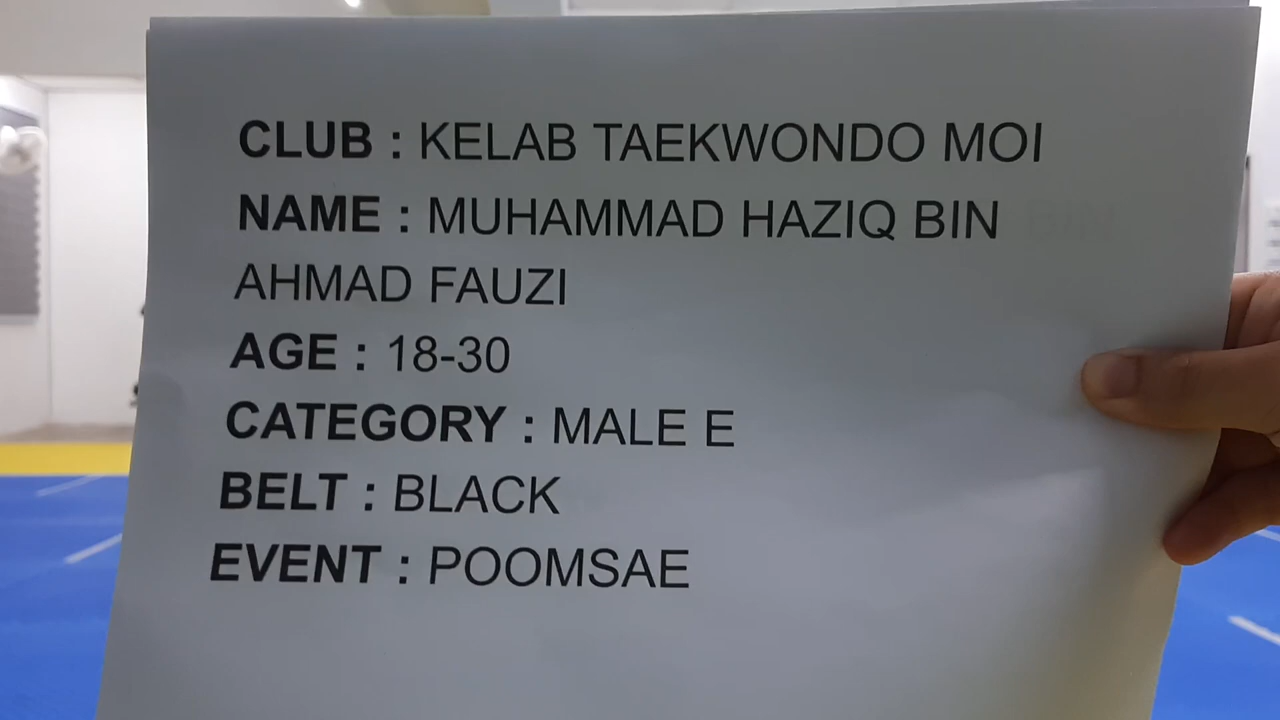 CLUB : KELAB TAEKWONDO MOI
NAME : MUHAMMAD HAZIQ BIN
AHMAD FAUZI
AGE : 18-30
CATEGORY : MALE E
BELT : BLACK
EVENT : POOMSAE